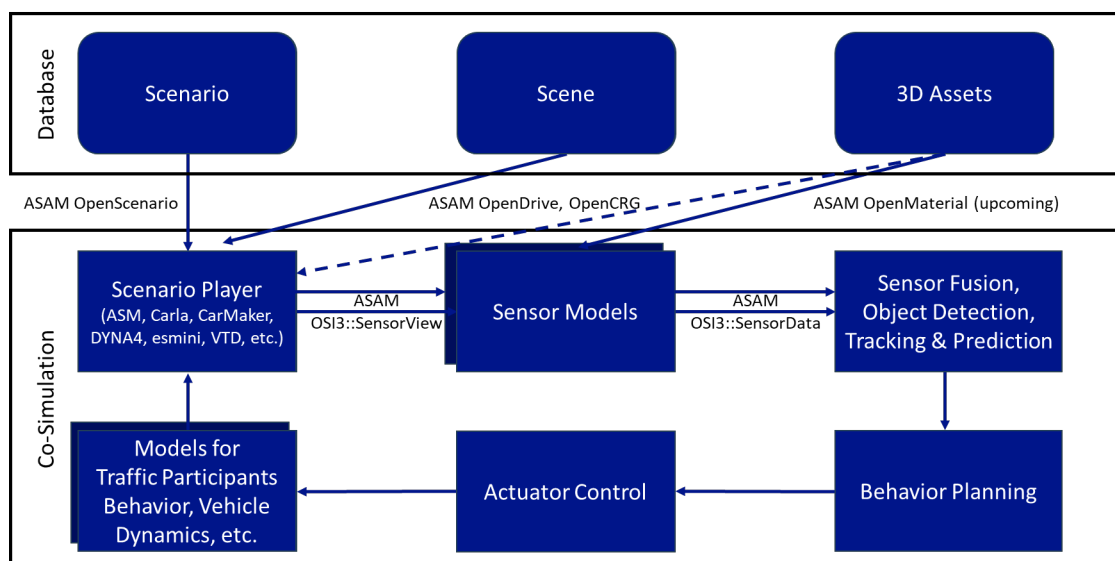 Database
Scenario
Scene
3D Assets
ASAM OpenScenario
ASAM OpenDrive, OpenCRG
ASAM OpenMaterial (upcoming)
Co-Simulation
Scenario Player
(ASM, Carla, CarMaker,
DYNA4, esmini, VTD, etc.)
ASAM
OSI3::SensorView
Sensor Models
ASAM
OSI3::SensorData
Sensor Fusion,
Object Detection,
Tracking & Prediction
Models for
Traffic Participants
Behavior, Vehicle
Dynamics, etc.
Actuator Control
Behavior Planning